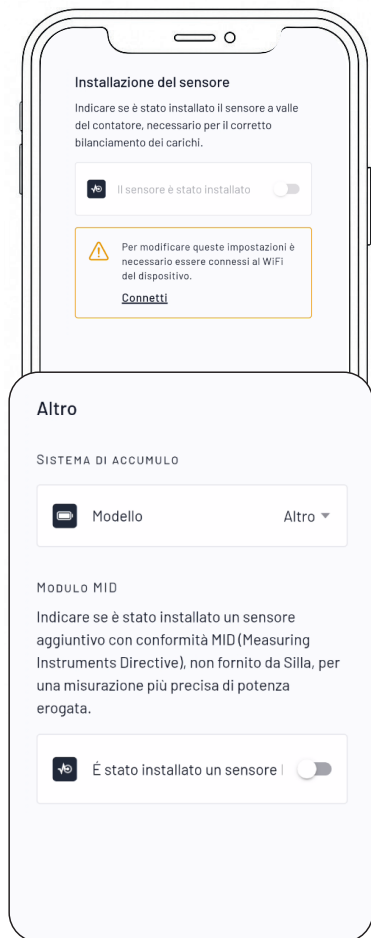 Installazione del sensore
Indicare se è stato installato il sensore a valle
del contatore, necessario per il corretto
bilanciamento dei carichi.
Il sensore è stato installato
Per modificare queste impostazioni è
necessario essere connessi al WiFi
del dispositivo.
Connetti
Altro
SISTEMA DI ACCUMULO
Modello Altro
MODULO MID
Indicare se è stato installato un sensore
aggiuntivo con conformità MID (Measuring
Instruments Directive), non fornito da Silla, per
una misurazione più precisa di potenza
erogata.
É stato installato un sensore